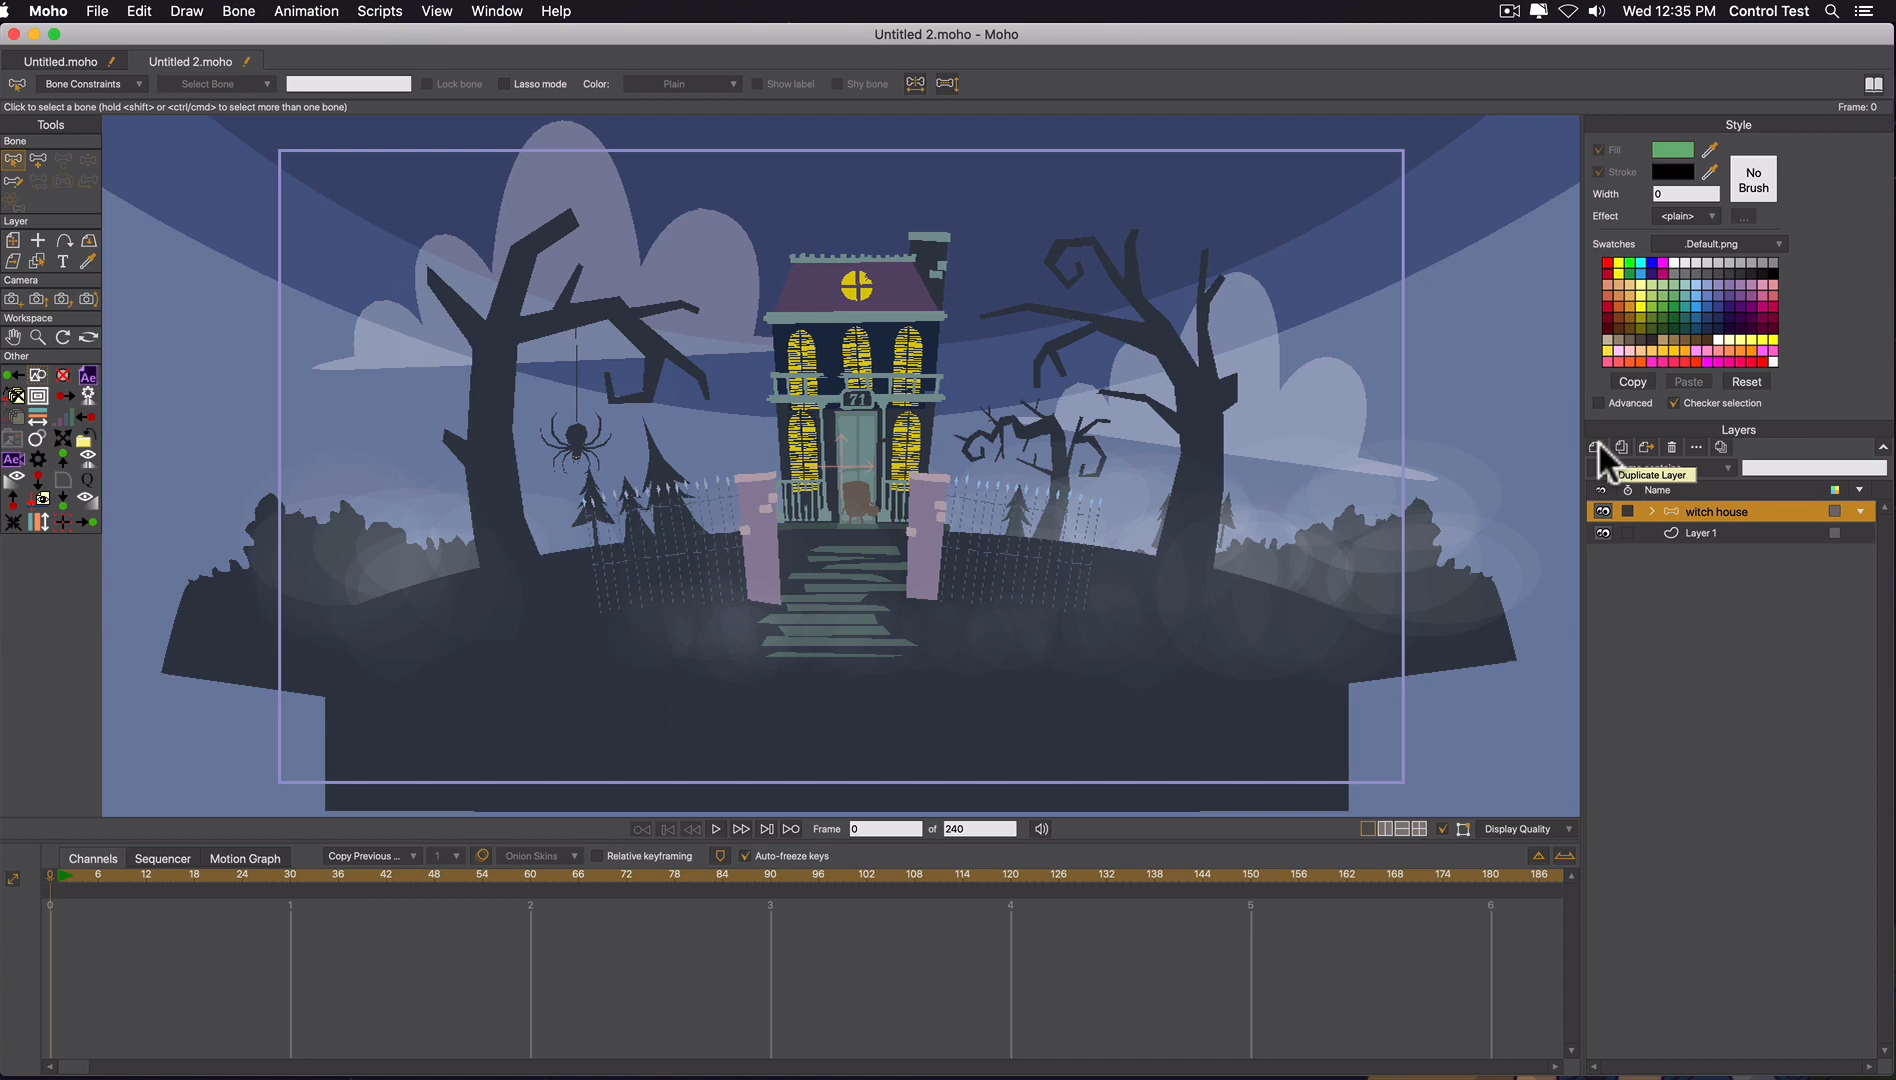 Moho File Edit Draw Bone Animation Scripts View Window Help Wed 12:35 PM Control Test
Untitled 2.moho - Moho
Untitled.moho Untitled 2.moho
Bone Constraints Select Bone Lock bone Lasso mode Color: Plain Show label Shy bone
Click to select a bone (hold <shift> or <ctrl/cmd> to select more than one bone) Frame: 0
Tools
Bone
Layer
T
Camera
Workspace
Other
Ae
Ae
Q
71
Style
Fill
Stroke
No
Brush
Width 0
Effect <plain> ...
Swatches .Default.png
Copy Paste Reset
Advanced Checker selection
Layers
Duplicate Layer
Name
witch house
Layer 1
Frame 0 of 240 Display Quality
Channels Sequencer Motion Graph Copy Previous ... 1 Onion Skins Relative keyframing Auto-freeze keys
0 6 12 18 24 30 36 42 48 54 60 66 72 78 84 90 96 102 108 114 120 126 132 138 144 150 156 162 168 174 180 186
0 1 2 3 4 5 6